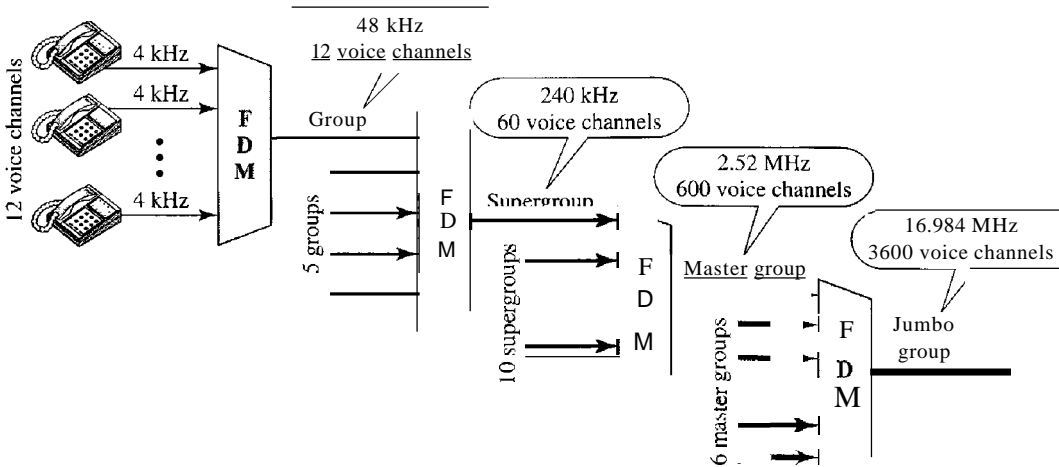 12 voice channels
4 kHz
4 kHz
4 kHz
F
D
M
48 kHz
12 voice channels
Group
5 groups
F
D
M
240 kHz
60 voice channels
Supergroup
10 supergroups
F
D
M
2.52 MHz
600 voice channels
Master group
6 master groups
F
D
M
16.984 MHz
3600 voice channels
Jumbo
group